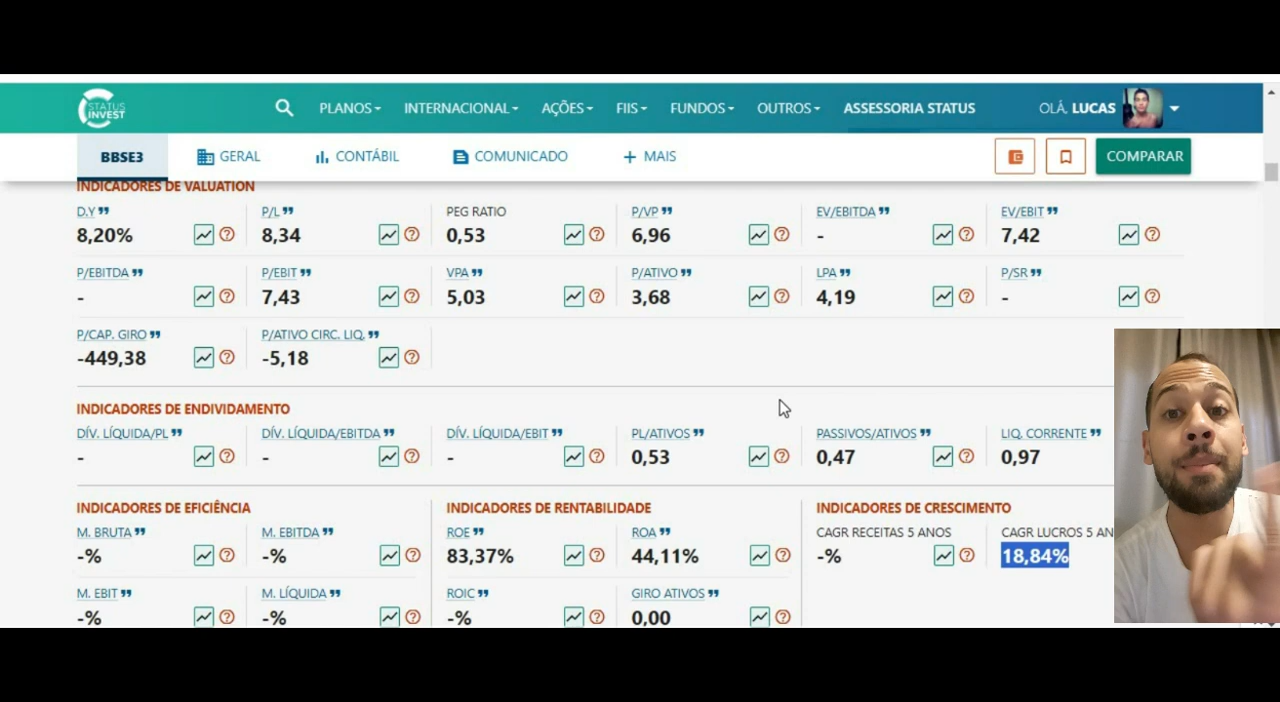 STATUS INVEST
PLANOS INTERNACIONAL AÇÕES FIIS FUNDOS OUTROS ASSESSORIA STATUS OLÁ, LUCAS
BBSE3 GERAL CONTÁBIL COMUNICADO + MAIS COMPARAR
INDICADORES DE VALUATION
D.Y P/L PEG RATIO P/VP EV/EBITDA EV/EBIT
8,20% 8,34 0,53 6,96 - 7,42
P/EBITDA P/EBIT VPA P/ATIVO LPA P/SR
- 7,43 5,03 3,68 4,19 -
P/CAP. GIRO P/ATIVO CIRC. LIQ.
-449,38 -5,18
INDICADORES DE ENDIVIDAMENTO
DÍV. LÍQUIDA/PL DÍV. LÍQUIDA/EBITDA DÍV. LÍQUIDA/EBIT PL/ATIVOS PASSIVOS/ATIVOS LIQ. CORRENTE
- - - 0,53 0,47 0,97
INDICADORES DE EFICIÊNCIA INDICADORES DE RENTABILIDADE INDICADORES DE CRESCIMENTO
M. BRUTA M. EBITDA ROE ROA CAGR RECEITAS 5 ANOS CAGR LUCROS 5 AN
-% -% 83,37% 44,11% -% 18,84%
M. EBIT M. LÍQUIDA ROIC GIRO ATIVOS
-% -% -% 0,00